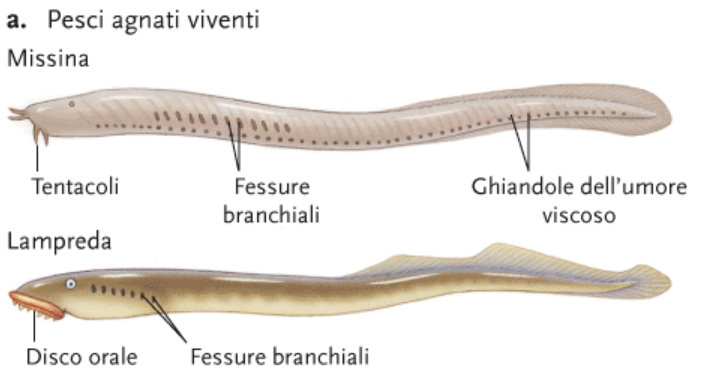 a. Pesci agnati viventi
Missina
Tentacoli
Fessure
branchiali
Ghiandole dell'umore
viscoso
Lampreda
Disco orale
Fessure branchiali